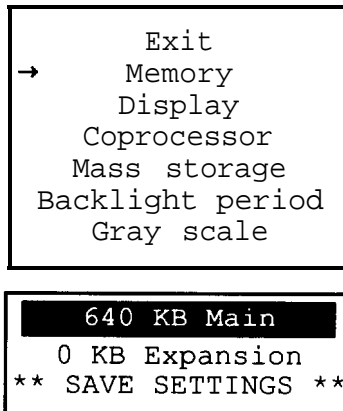 Exit
→ Memory
Display
Coprocessor
Mass storage
Backlight period
Gray scale
640 KB Main
0 KB Expansion
** SAVE SETTINGS **